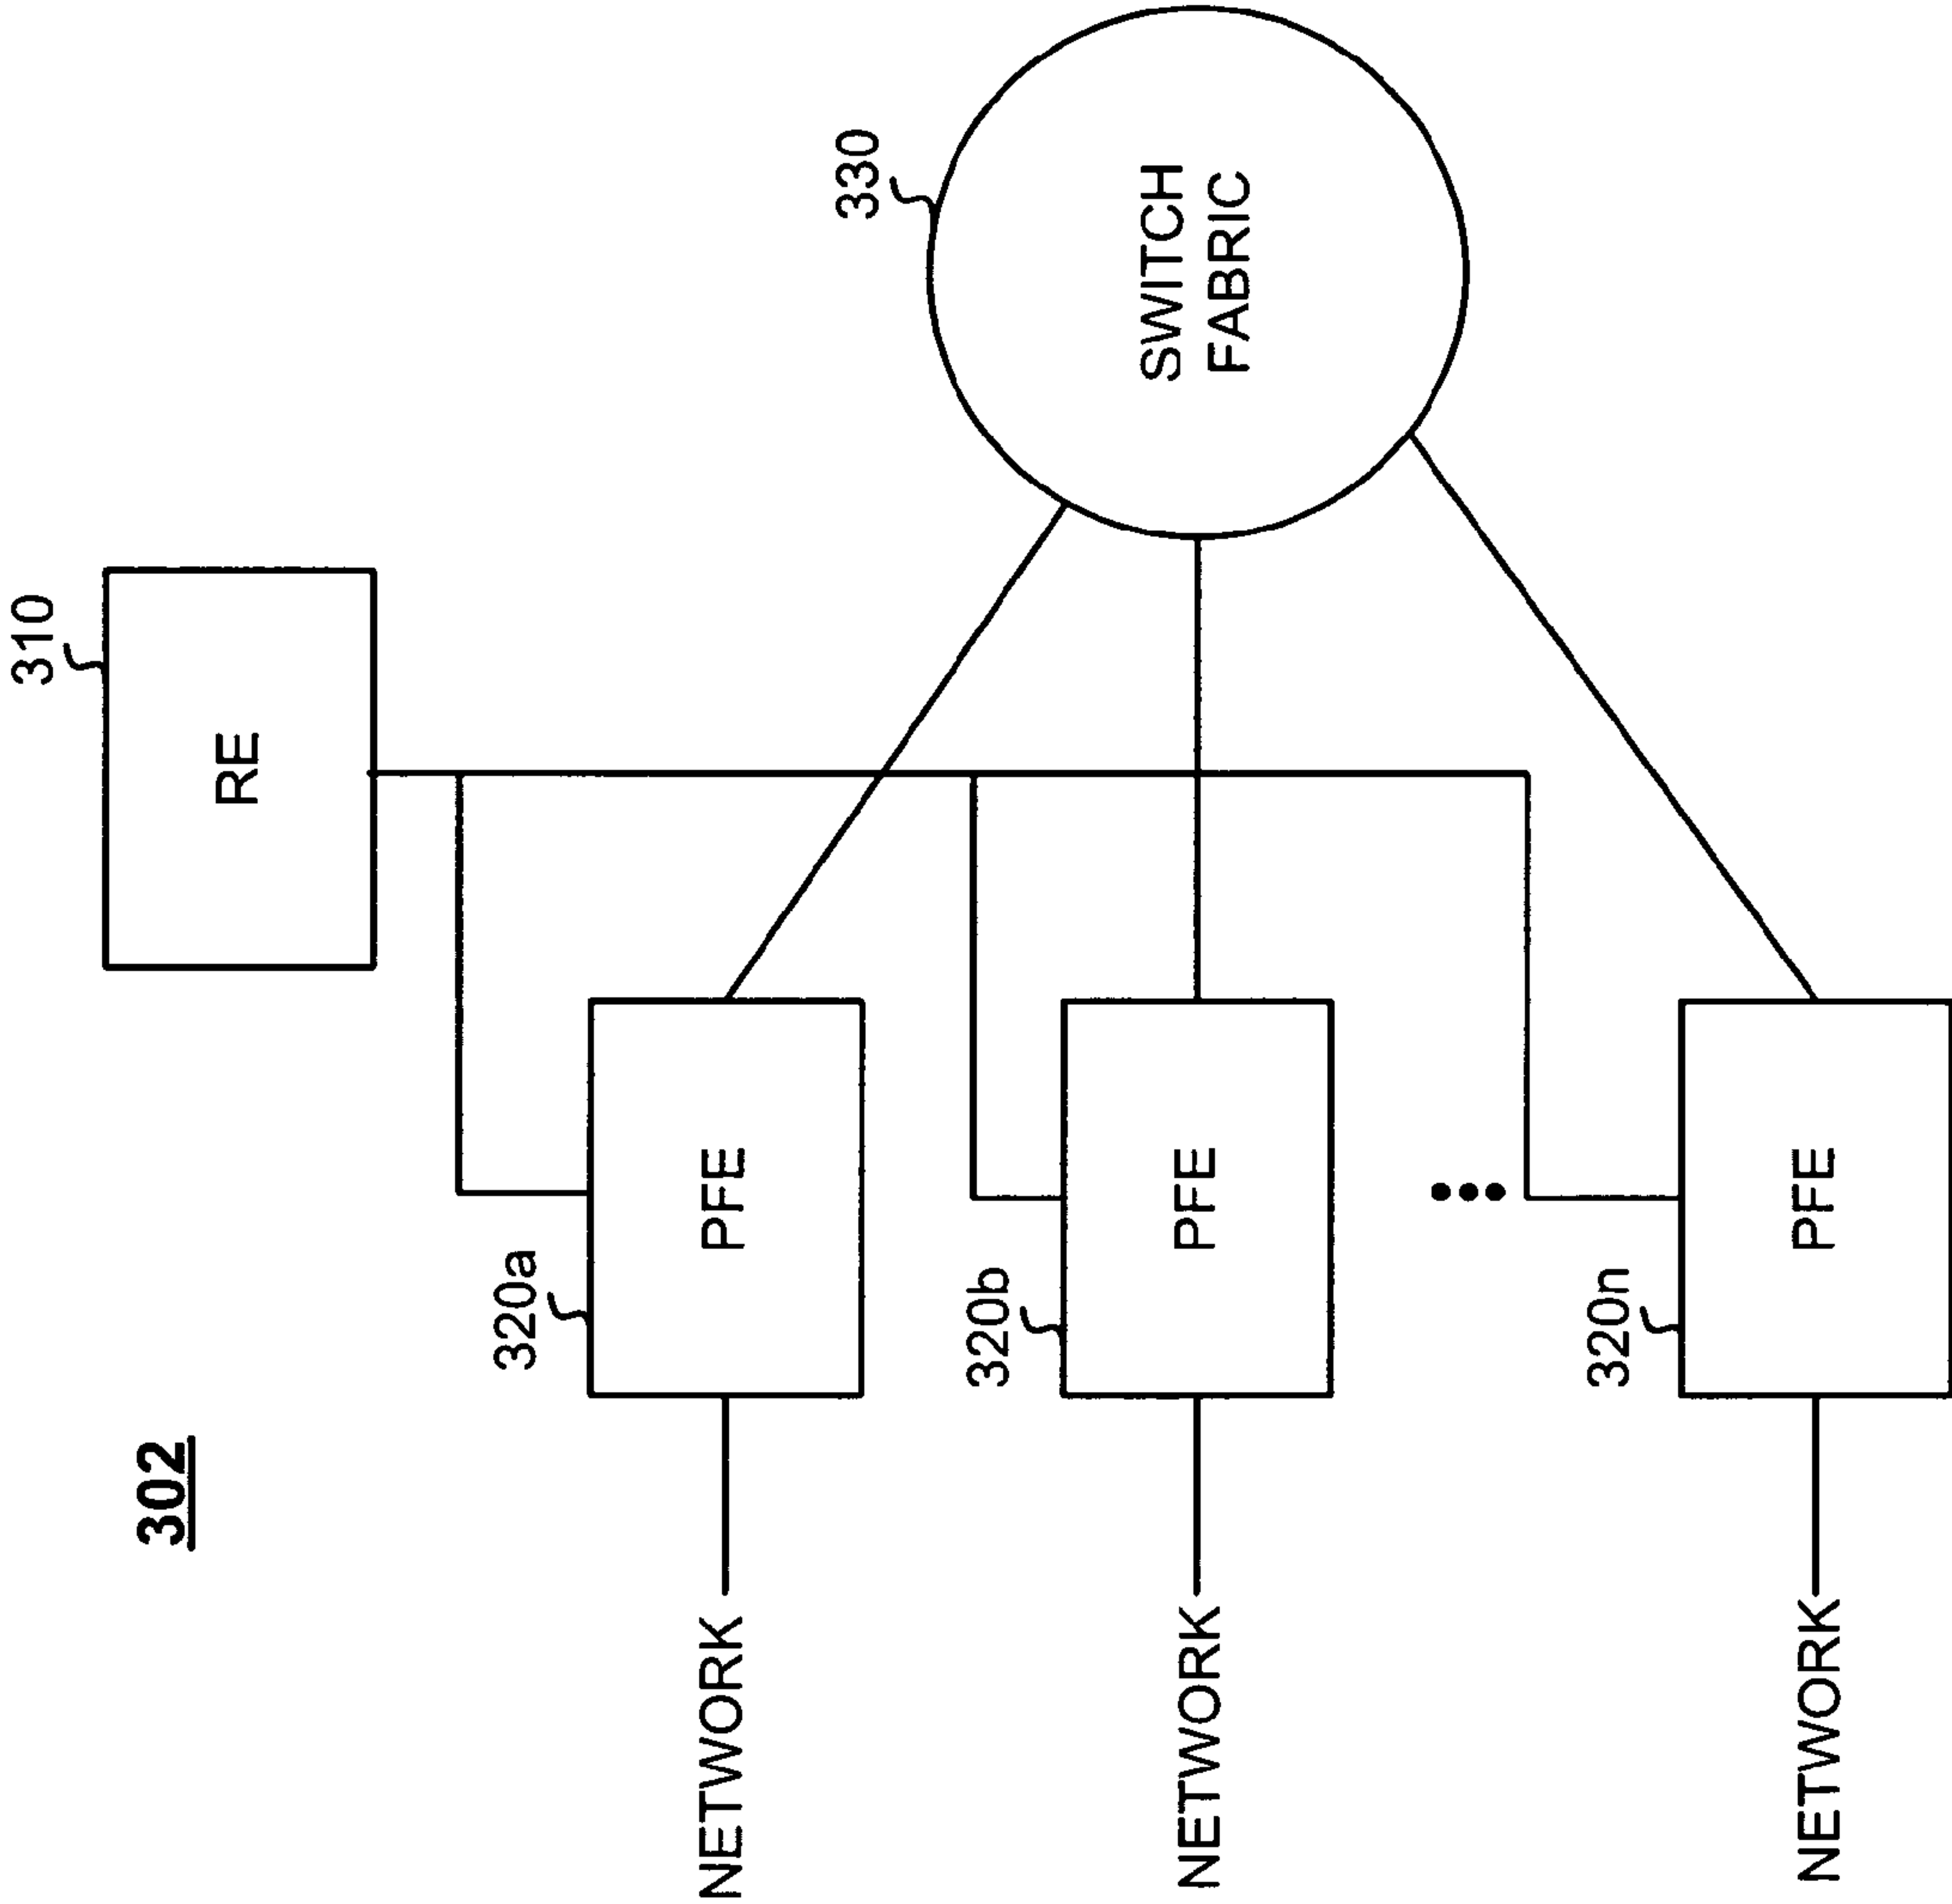 302
310
RE
330
SWITCH
FABRIC
320a
PFE
NETWORK
320b
PFE
NETWORK
320n
PFE
NETWORK